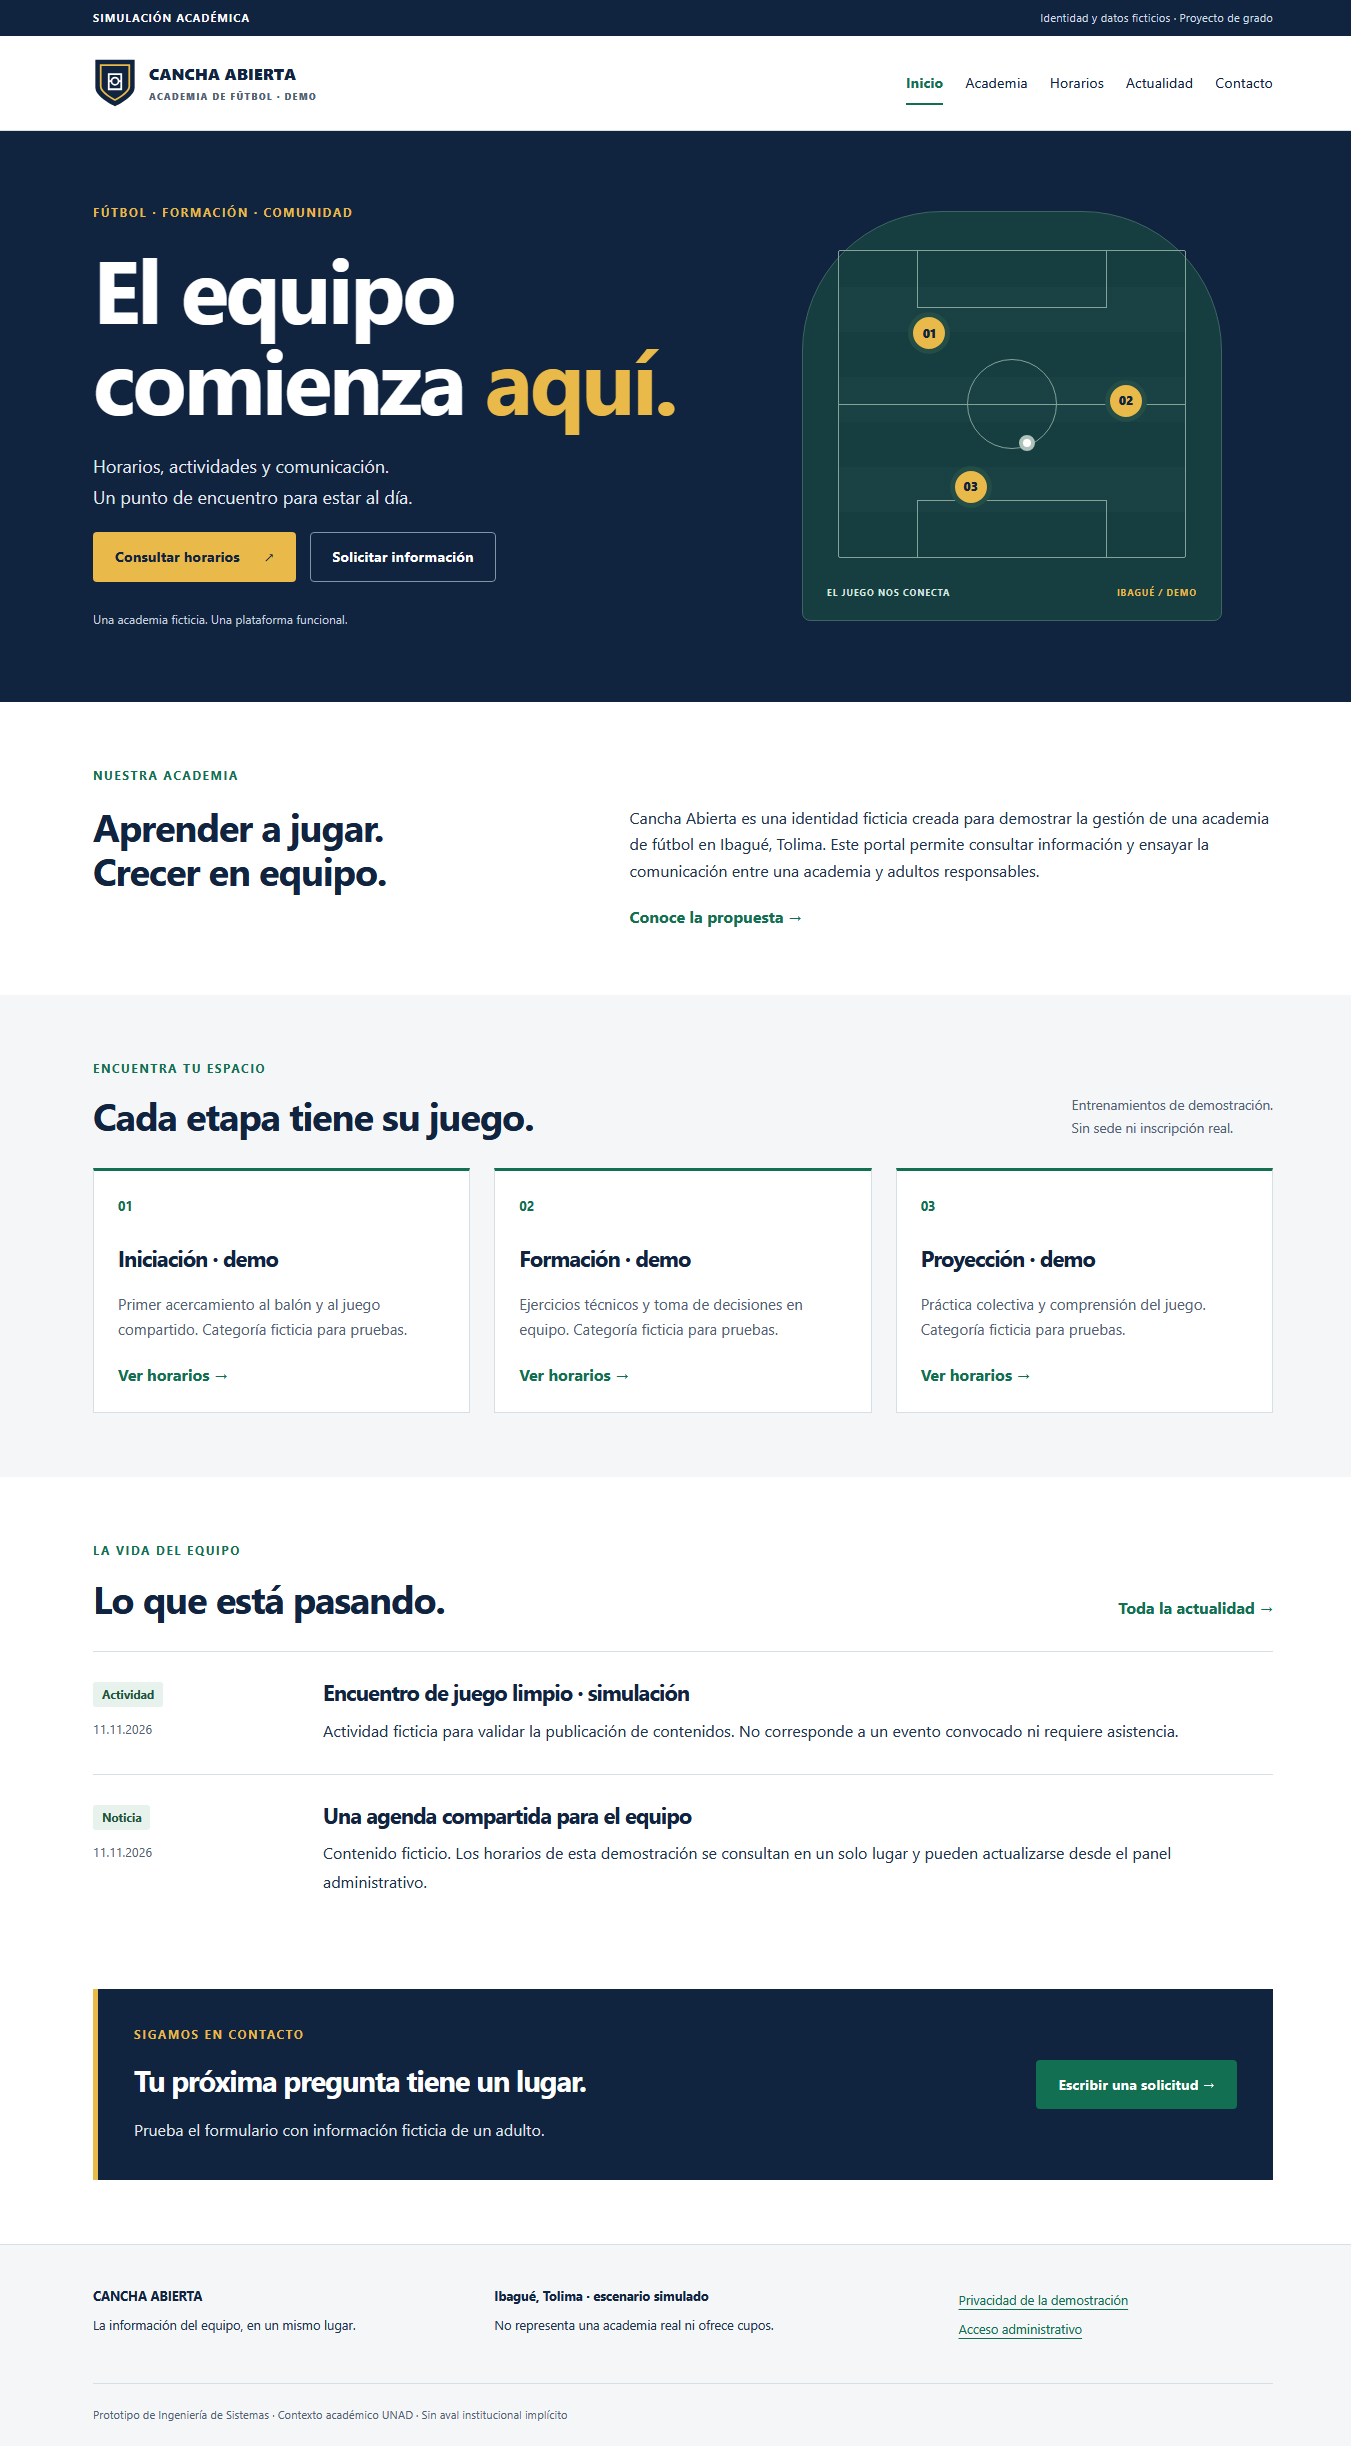 SIMULACIÓN ACADÉMICA
Identidad y datos ficticios · Proyecto de grado
CANCHA ABIERTA
ACADEMIA DE FÚTBOL · DEMO
Inicio
Academia
Horarios
Actualidad
Contacto
FÚTBOL · FORMACIÓN · COMUNIDAD
El equipo
comienza aquí.
Horarios, actividades y comunicación.
Un punto de encuentro para estar al día.
Consultar horarios ↗
Solicitar información
Una academia ficticia. Una plataforma funcional.
01
02
03
EL JUEGO NOS CONECTA
IBAGUÉ / DEMO
NUESTRA ACADEMIA
Aprender a jugar.
Crecer en equipo.
Cancha Abierta es una identidad ficticia creada para demostrar la gestión de una academia
de fútbol en Ibagué, Tolima. Este portal permite consultar información y ensayar la
comunicación entre una academia y adultos responsables.
Conoce la propuesta →
ENCUENTRA TU ESPACIO
Cada etapa tiene su juego.
Entrenamientos de demostración.
Sin sede ni inscripción real.
01
Iniciación · demo
Primer acercamiento al balón y al juego
compartido. Categoría ficticia para pruebas.
Ver horarios →
02
Formación · demo
Ejercicios técnicos y toma de decisiones en
equipo. Categoría ficticia para pruebas.
Ver horarios →
03
Proyección · demo
Práctica colectiva y comprensión del juego.
Categoría ficticia para pruebas.
Ver horarios →
LA VIDA DEL EQUIPO
Lo que está pasando.
Toda la actualidad →
Actividad
11.11.2026
Encuentro de juego limpio · simulación
Actividad ficticia para validar la publicación de contenidos. No corresponde a un evento convocado ni requiere asistencia.
Noticia
11.11.2026
Una agenda compartida para el equipo
Contenido ficticio. Los horarios de esta demostración se consultan en un solo lugar y pueden actualizarse desde el panel
administrativo.
SIGAMOS EN CONTACTO
Tu próxima pregunta tiene un lugar.
Prueba el formulario con información ficticia de un adulto.
Escribir una solicitud →
CANCHA ABIERTA
La información del equipo, en un mismo lugar.
Ibagué, Tolima · escenario simulado
No representa una academia real ni ofrece cupos.
Privacidad de la demostración
Acceso administrativo
Prototipo de Ingeniería de Sistemas · Contexto académico UNAD · Sin aval institucional implícito